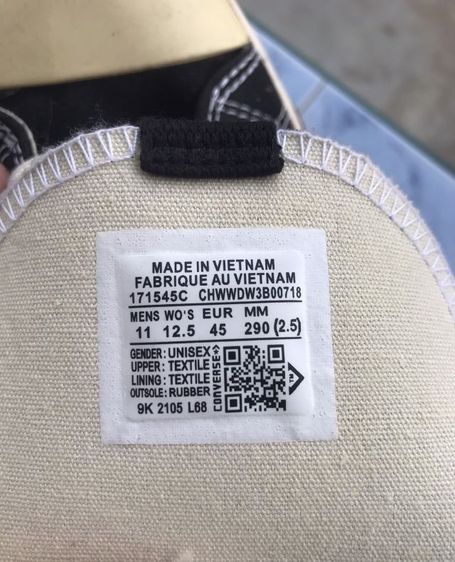 MADE IN VIETNAM
FABRIQUE AU VIETNAM
171545C CHWWDW3B00718
MENS WO'S EUR MM
11 12.5 45 290 (2.5)
GENDER: UNISEX
UPPER: TEXTILE
LINING: TEXTILE
OUTSOLE: RUBBER
9K 2105 L68
CONVERSE
TM